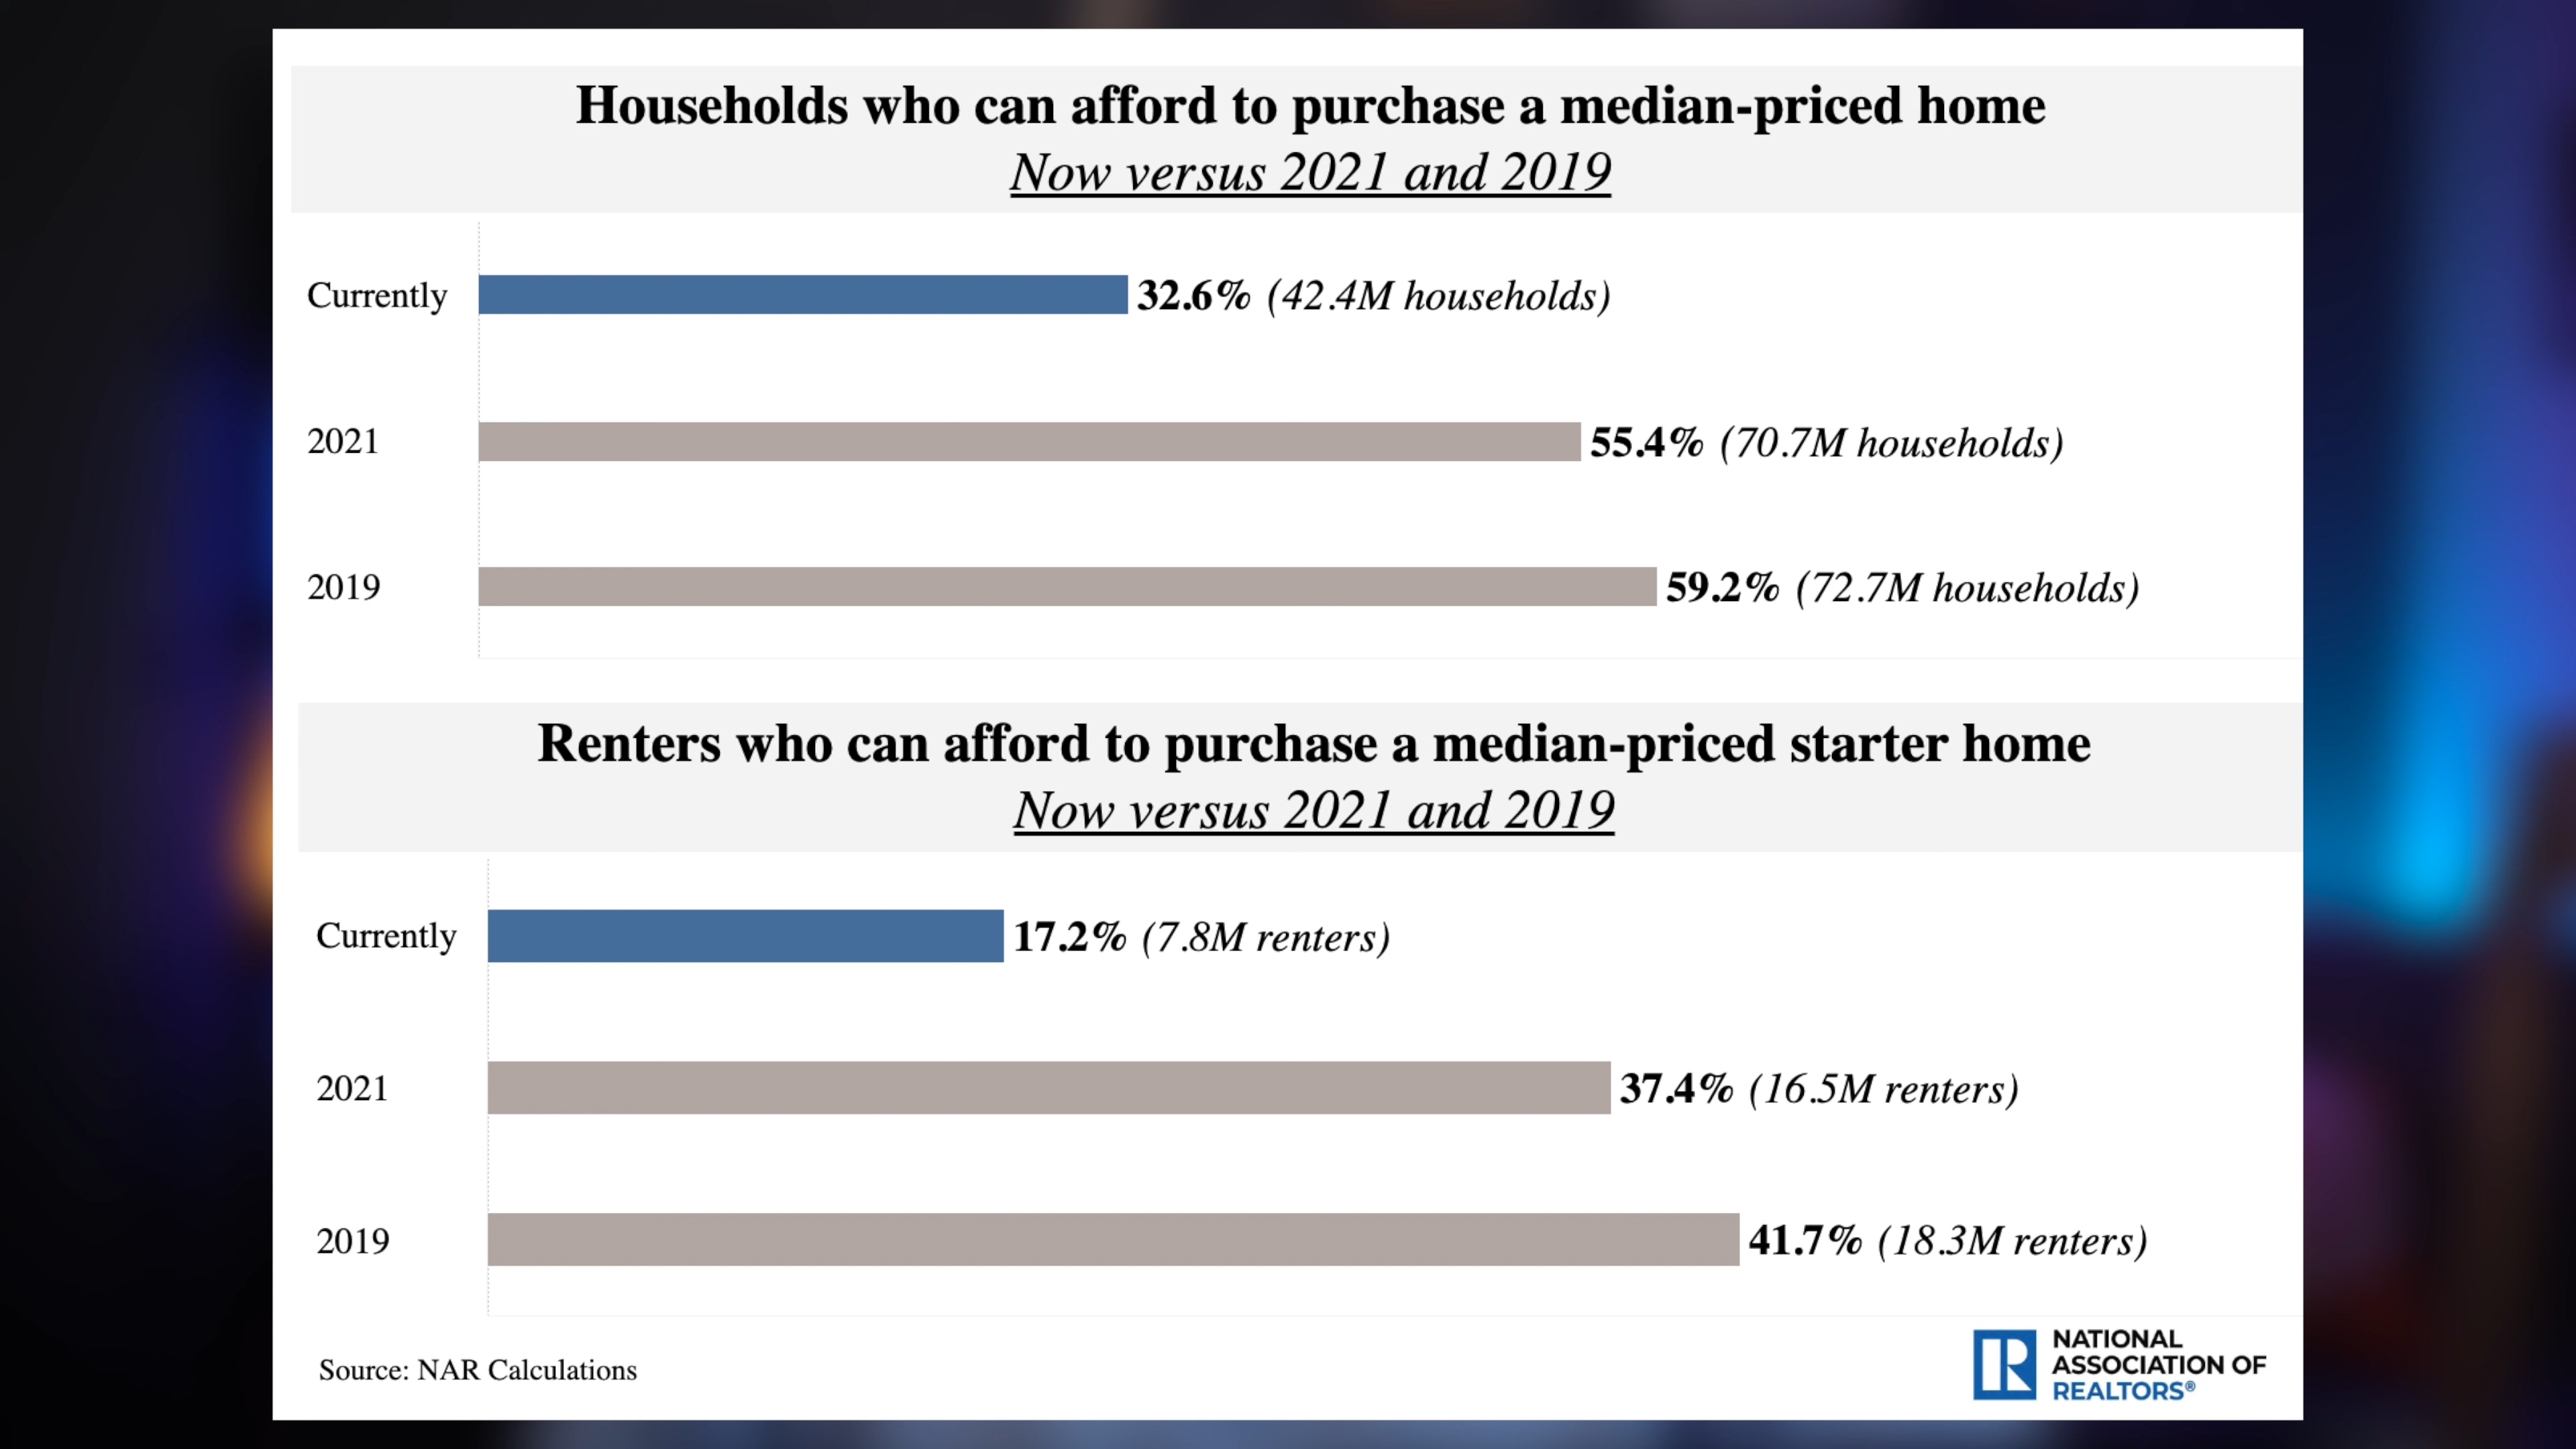 Households who can afford to purchase a median-priced home
Now versus 2021 and 2019
Currently 32.6% (42.4M households)
2021 55.4% (70.7M households)
2019 59.2% (72.7M households)
Renters who can afford to purchase a median-priced starter home
Now versus 2021 and 2019
Currently 17.2% (7.8M renters)
2021 37.4% (16.5M renters)
2019 41.7% (18.3M renters)
Source: NAR Calculations
R
NATIONAL
ASSOCIATION OF
REALTORS®